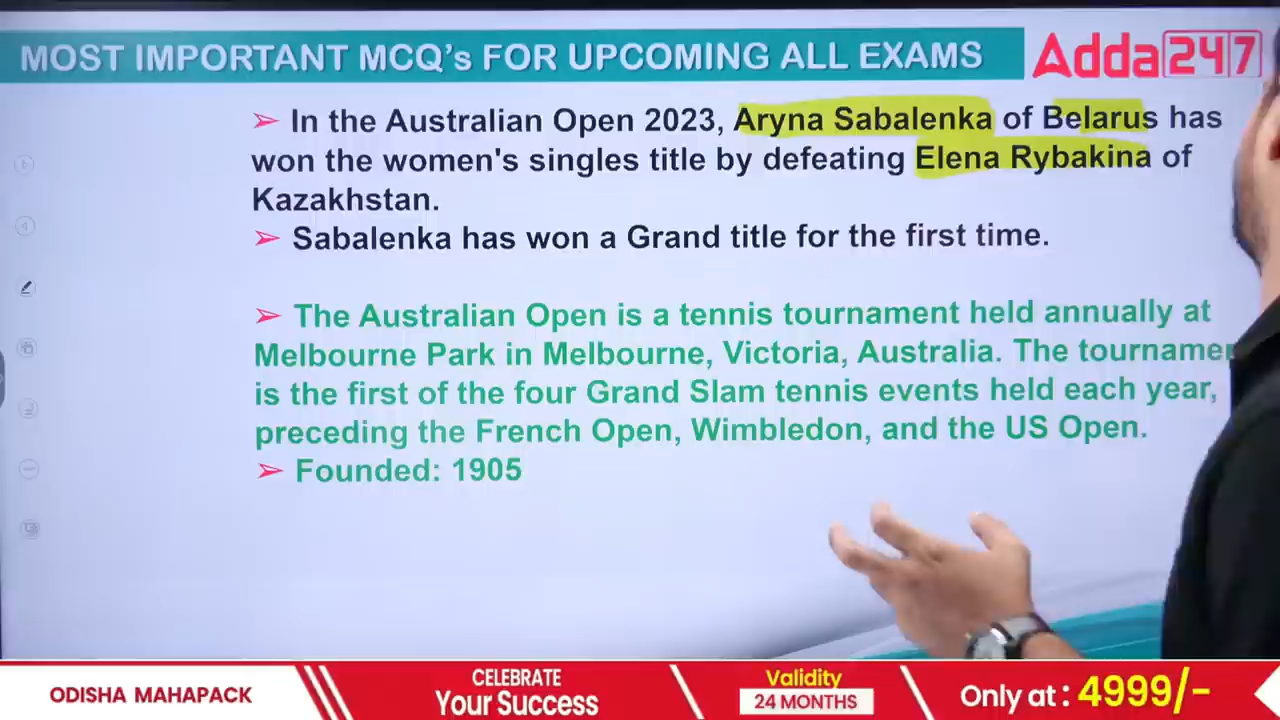 MOST IMPORTANT MCQ’s FOR UPCOMING ALL EXAMS
Adda247
➢ In the Australian Open 2023, Aryna Sabalenka of Belarus has
won the women's singles title by defeating Elena Rybakina of
Kazakhstan.
➢ Sabalenka has won a Grand title for the first time.
➢ The Australian Open is a tennis tournament held annually at
Melbourne Park in Melbourne, Victoria, Australia. The
is the first of the four Grand Slam tennis events held each year,
preceding the French Open, Wimbledon, and the US Open.
➢ Founded: 1905
ODISHA MAHAPACK
CELEBRATE
Your Success
Validity
24 MONTHS
Only at : 4999/-